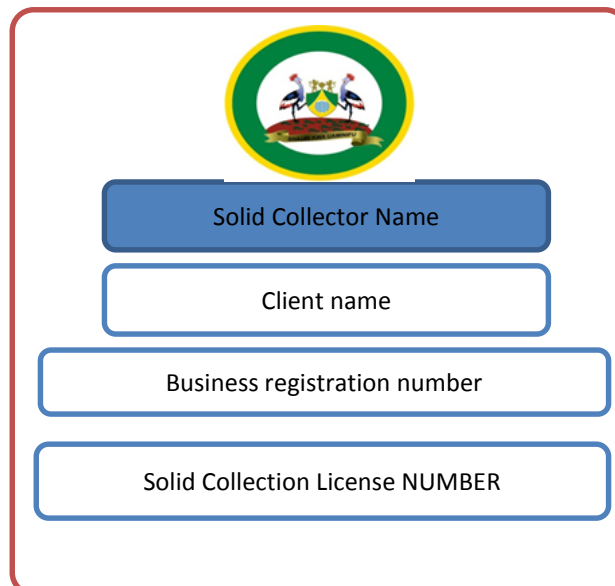 Solid Collector Name
Client name
Business registration number
Solid Collection License NUMBER